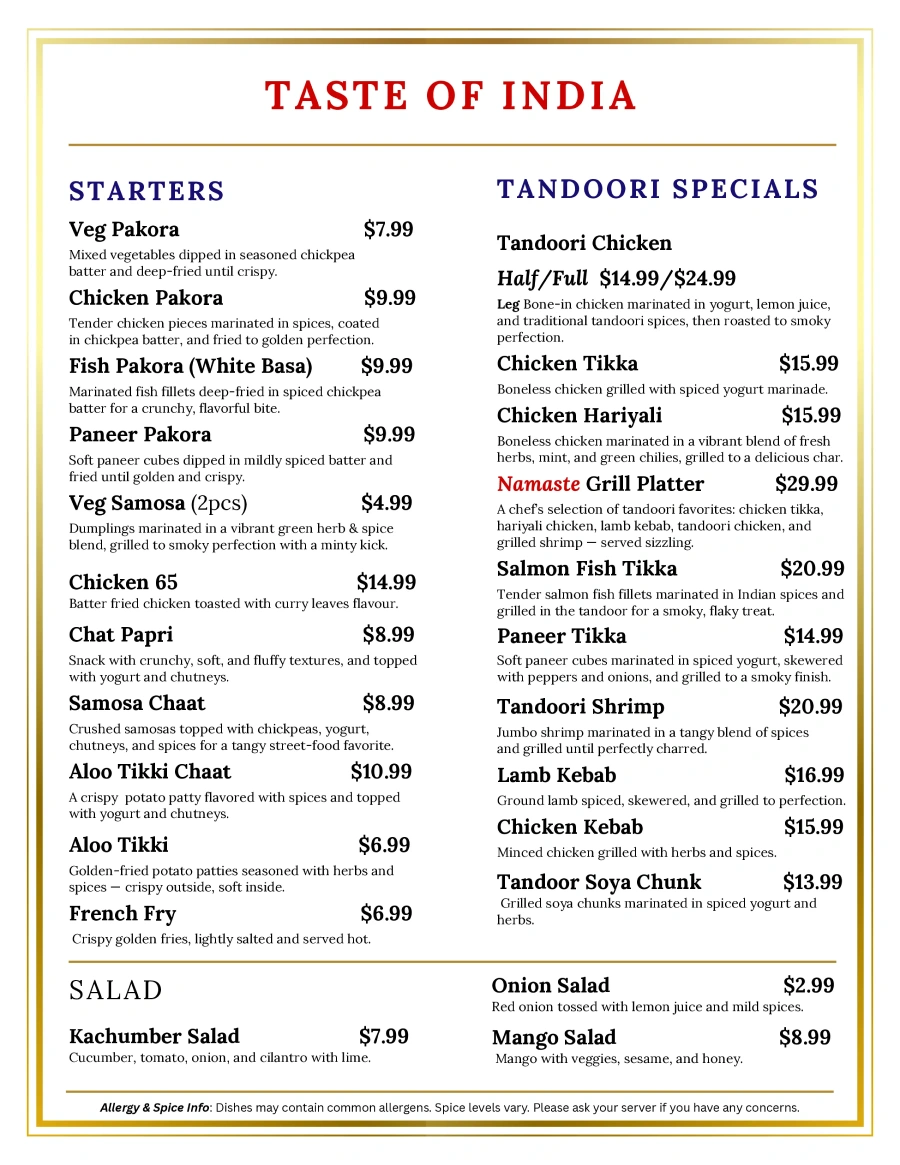 TASTE OF INDIA
STARTERS
Veg Pakora $7.99
Mixed vegetables dipped in seasoned chickpea
batter and deep-fried until crispy.
Chicken Pakora $9.99
Tender chicken pieces marinated in spices, coated
in chickpea batter, and fried to golden perfection.
Fish Pakora (White Basa) $9.99
Marinated fish fillets deep-fried in spiced chickpea
batter for a crunchy, flavorful bite.
Paneer Pakora $9.99
Soft paneer cubes dipped in mildly spiced batter and
fried until golden and crispy.
Veg Samosa (2pcs) $4.99
Dumplings marinated in a vibrant green herb & spice
blend, grilled to smoky perfection with a minty kick.
Chicken 65 $14.99
Batter fried chicken toasted with curry leaves flavour.
Chat Papri $8.99
Snack with crunchy, soft, and fluffy textures, and topped
with yogurt and chutneys.
Samosa Chaat $8.99
Crushed samosas topped with chickpeas, yogurt,
chutneys, and spices for a tangy street-food favorite.
Aloo Tikki Chaat $10.99
A crispy potato patty flavored with spices and topped
with yogurt and chutneys.
Aloo Tikki $6.99
Golden-fried potato patties seasoned with herbs and
spices — crispy outside, soft inside.
French Fry $6.99
Crispy golden fries, lightly salted and served hot.
TANDOORI SPECIALS
Tandoori Chicken
Half/Full $14.99/$24.99
Leg Bone-in chicken marinated in yogurt, lemon juice,
and traditional tandoori spices, then roasted to smoky
perfection.
Chicken Tikka $15.99
Boneless chicken grilled with spiced yogurt marinade.
Chicken Hariyali $15.99
Boneless chicken marinated in a vibrant blend of fresh
herbs, mint, and green chilies, grilled to a delicious char.
Namaste Grill Platter $29.99
A chef's selection of tandoori favorites: chicken tikka,
hariyali chicken, lamb kebab, tandoori chicken, and
grilled shrimp — served sizzling.
Salmon Fish Tikka $20.99
Tender salmon fish fillets marinated in Indian spices and
grilled in the tandoor for a smoky, flaky treat.
Paneer Tikka $14.99
Soft paneer cubes marinated in spiced yogurt, skewered
with peppers and onions, and grilled to a smoky finish.
Tandoori Shrimp $20.99
Jumbo shrimp marinated in a tangy blend of spices
and grilled until perfectly charred.
Lamb Kebab $16.99
Ground lamb spiced, skewered, and grilled to perfection.
Chicken Kebab $15.99
Minced chicken grilled with herbs and spices.
Tandoor Soya Chunk $13.99
Grilled soya chunks marinated in spiced yogurt and
herbs.
SALAD
Kachumber Salad $7.99
Cucumber, tomato, onion, and cilantro with lime.
Onion Salad $2.99
Red onion tossed with lemon juice and mild spices.
Mango Salad $8.99
Mango with veggies, sesame, and honey.
Allergy & Spice Info: Dishes may contain common allergens. Spice levels vary. Please ask your server if you have any concerns.